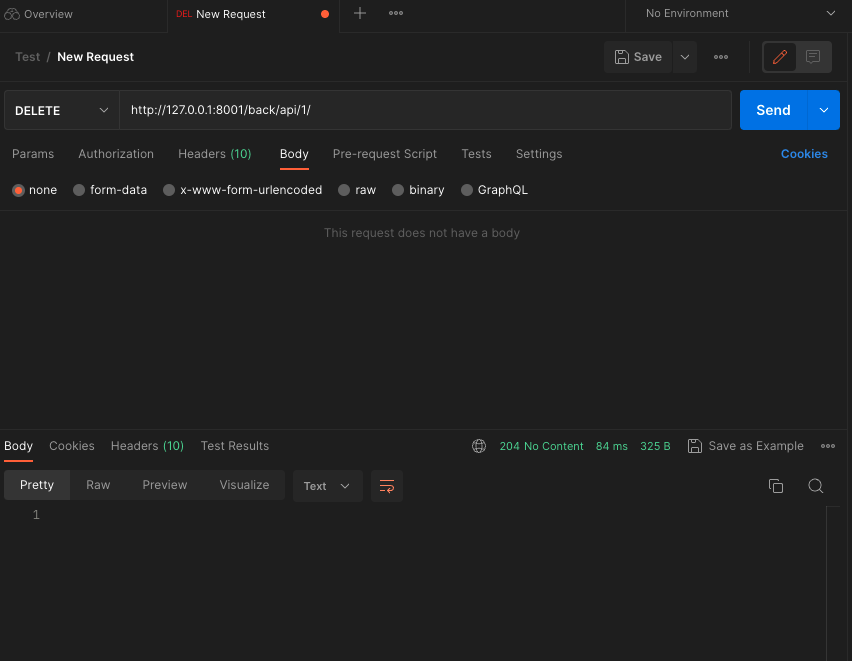 Overview DEL New Request No Environment
Test / New Request Save
DELETE http://127.0.0.1:8001/back/api/1/ Send
Params Authorization Headers (10) Body Pre-request Script Tests Settings Cookies
none form-data x-www-form-urlencoded raw binary GraphQL
This request does not have a body
Body Cookies Headers (10) Test Results 204 No Content 84 ms 325 B Save as Example
Pretty Raw Preview Visualize Text
1